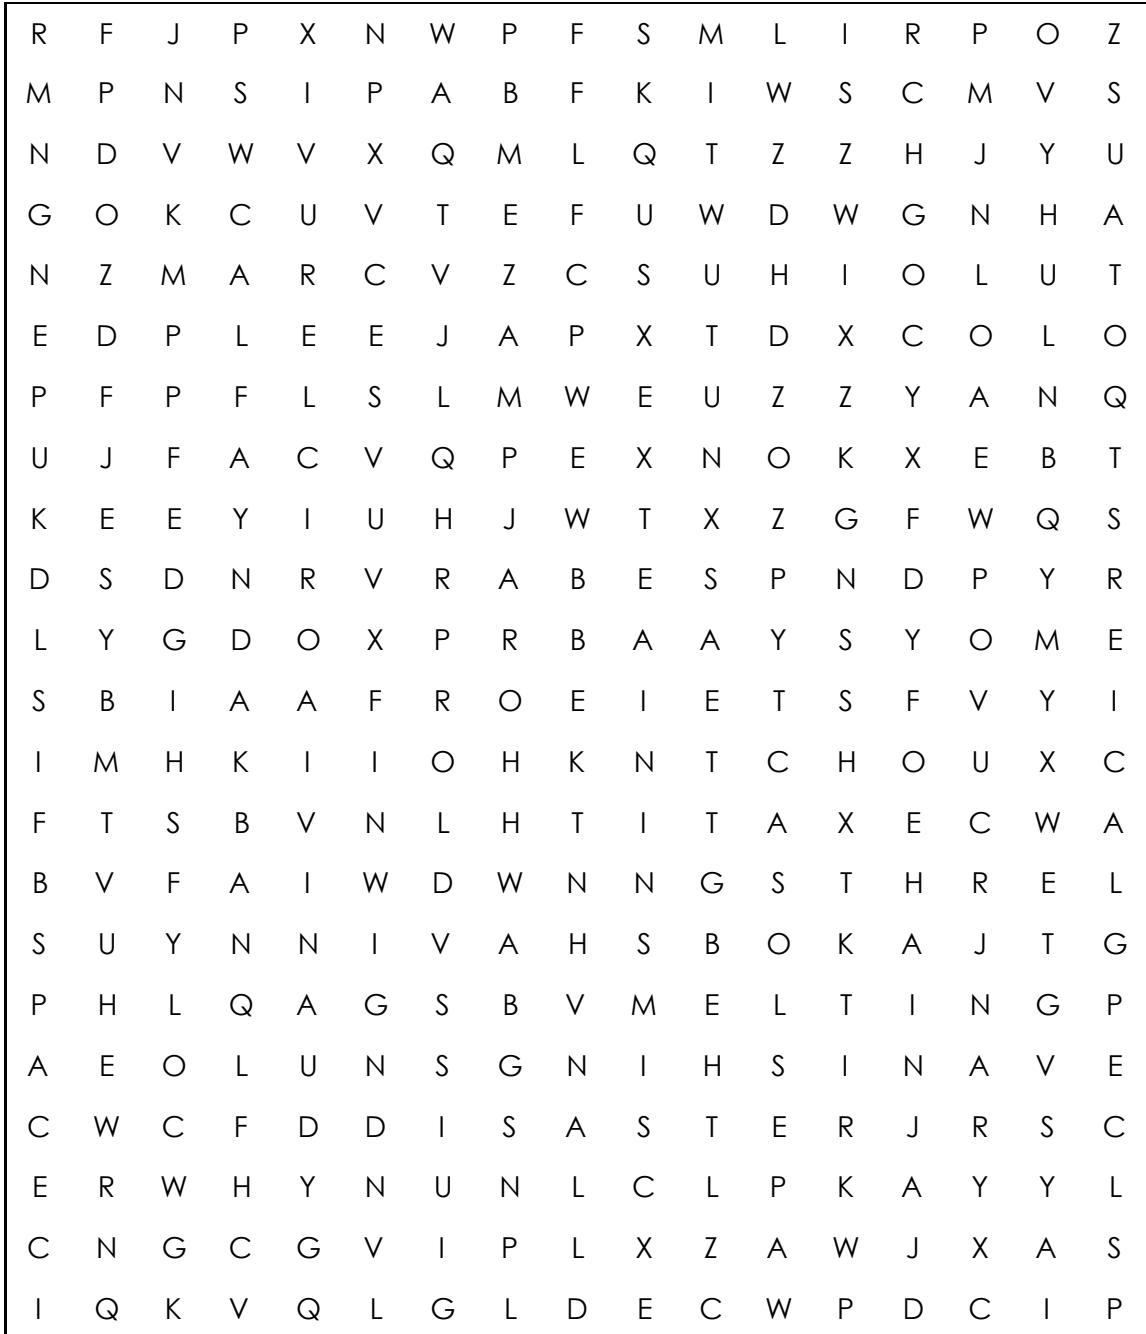 R F J P X N W P F S M L I R P O Z
M P N S I P A B F K I W S C M V S
N D V W V X Q M L Q T Z Z H J Y U
G O K C U V T E F U W D W G N H A
N Z M A R C V Z C S U H I O L U T
E D P L E E J A P X T D X C O L O
P F P F L S L M W E U Z Z Y A N Q
U J F A C V Q P E X N O K X E B T
K E E Y I U H J W T X Z G F W Q S
D S D N R V R A B E S P N D P Y R
L Y G D O X P R B A A Y S Y O M E
S B I A A F R O E I E T S F V Y I
I M H K I I O H K N T C H O U X C
F T S B V N L H T I T A X E C W A
B V F A I W D W N N G S T H R E L
S U Y N N I V A H S B O K A J T G
P H L Q A G S B V M E L T I N G P
A E O L U N S G N I H S I N A V E
C W C F D D I S A S T E R J R S C
E R W H Y N U N L C L P K A Y Y L
C N G C G V I P L X Z A W J X A S
I Q K V Q L G L D E C W P D C I P